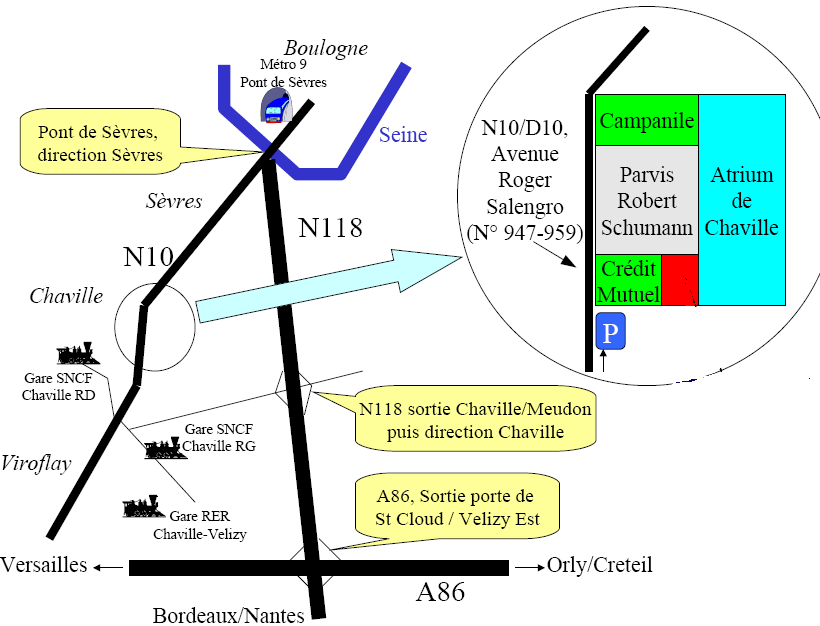 Boulogne
Métro 9
Pont de Sèvres
Pont de Sèvres,
direction Sèvres
Seine
Sèvres
N118
N10
Chaville
Gare SNCF
Chaville RD
Gare SNCF
Chaville RG
Viroflay
Gare RER
Chaville-Velizy
N118 sortie Chaville/Meudon
puis direction Chaville
A86, Sortie porte de
St Cloud / Velizy Est
Versailles
Orly/Creteil
A86
Bordeaux/Nantes
N10/D10,
Avenue
Roger
Salengro
(N° 947-959)
Campanile
Parvis
Robert
Schumann
Atrium
de
Chaville
Crédit
Mutuel
P